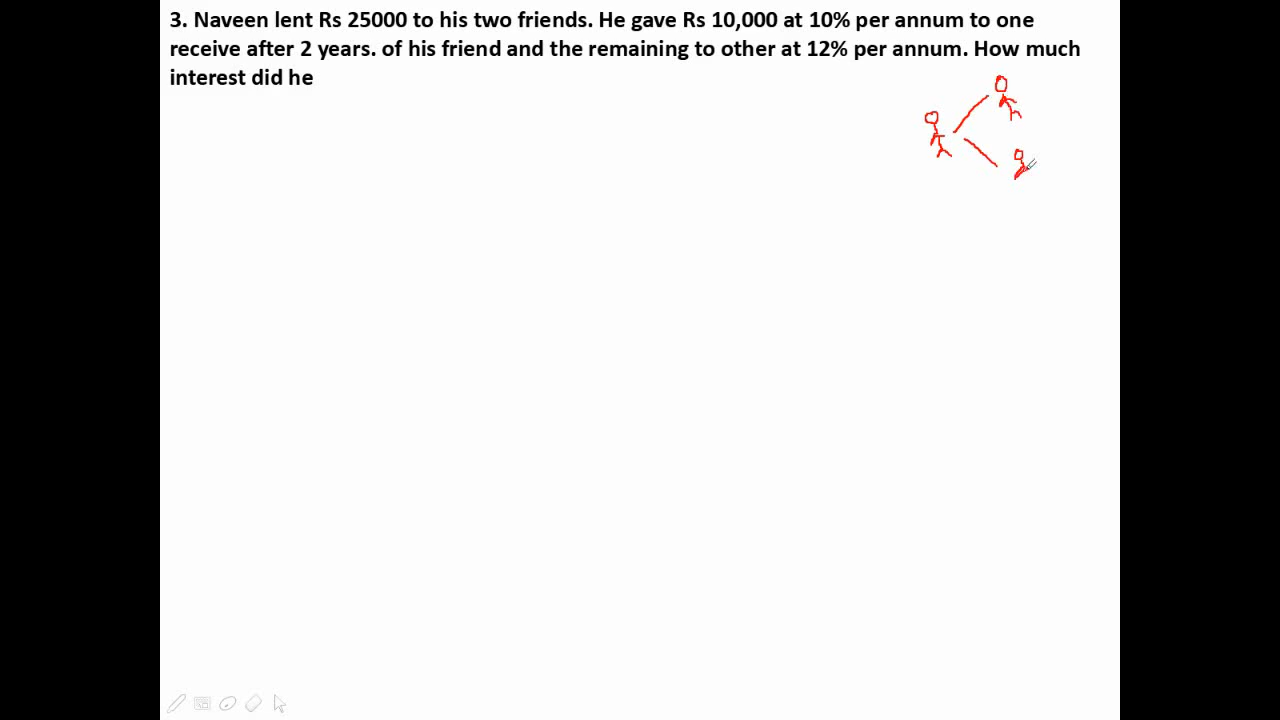 3. Naveen lent Rs 25000 to his two friends. He gave Rs 10,000 at 10% per annum to one
receive after 2 years. of his friend and the remaining to other at 12% per annum. How much
interest did he